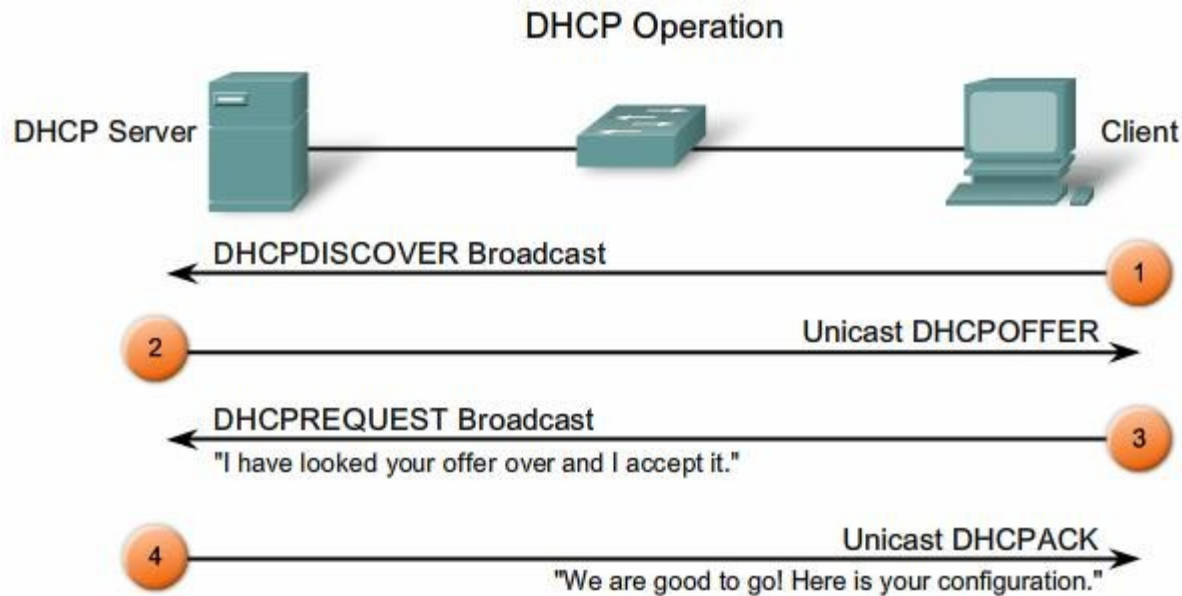 DHCP Operation
DHCP Server
Client
DHCPDISCOVER Broadcast
1
2
Unicast DHCPOFFER
DHCPREQUEST Broadcast
3
"I have looked your offer over and I accept it."
4
Unicast DHCPACK
"We are good to go! Here is your configuration."